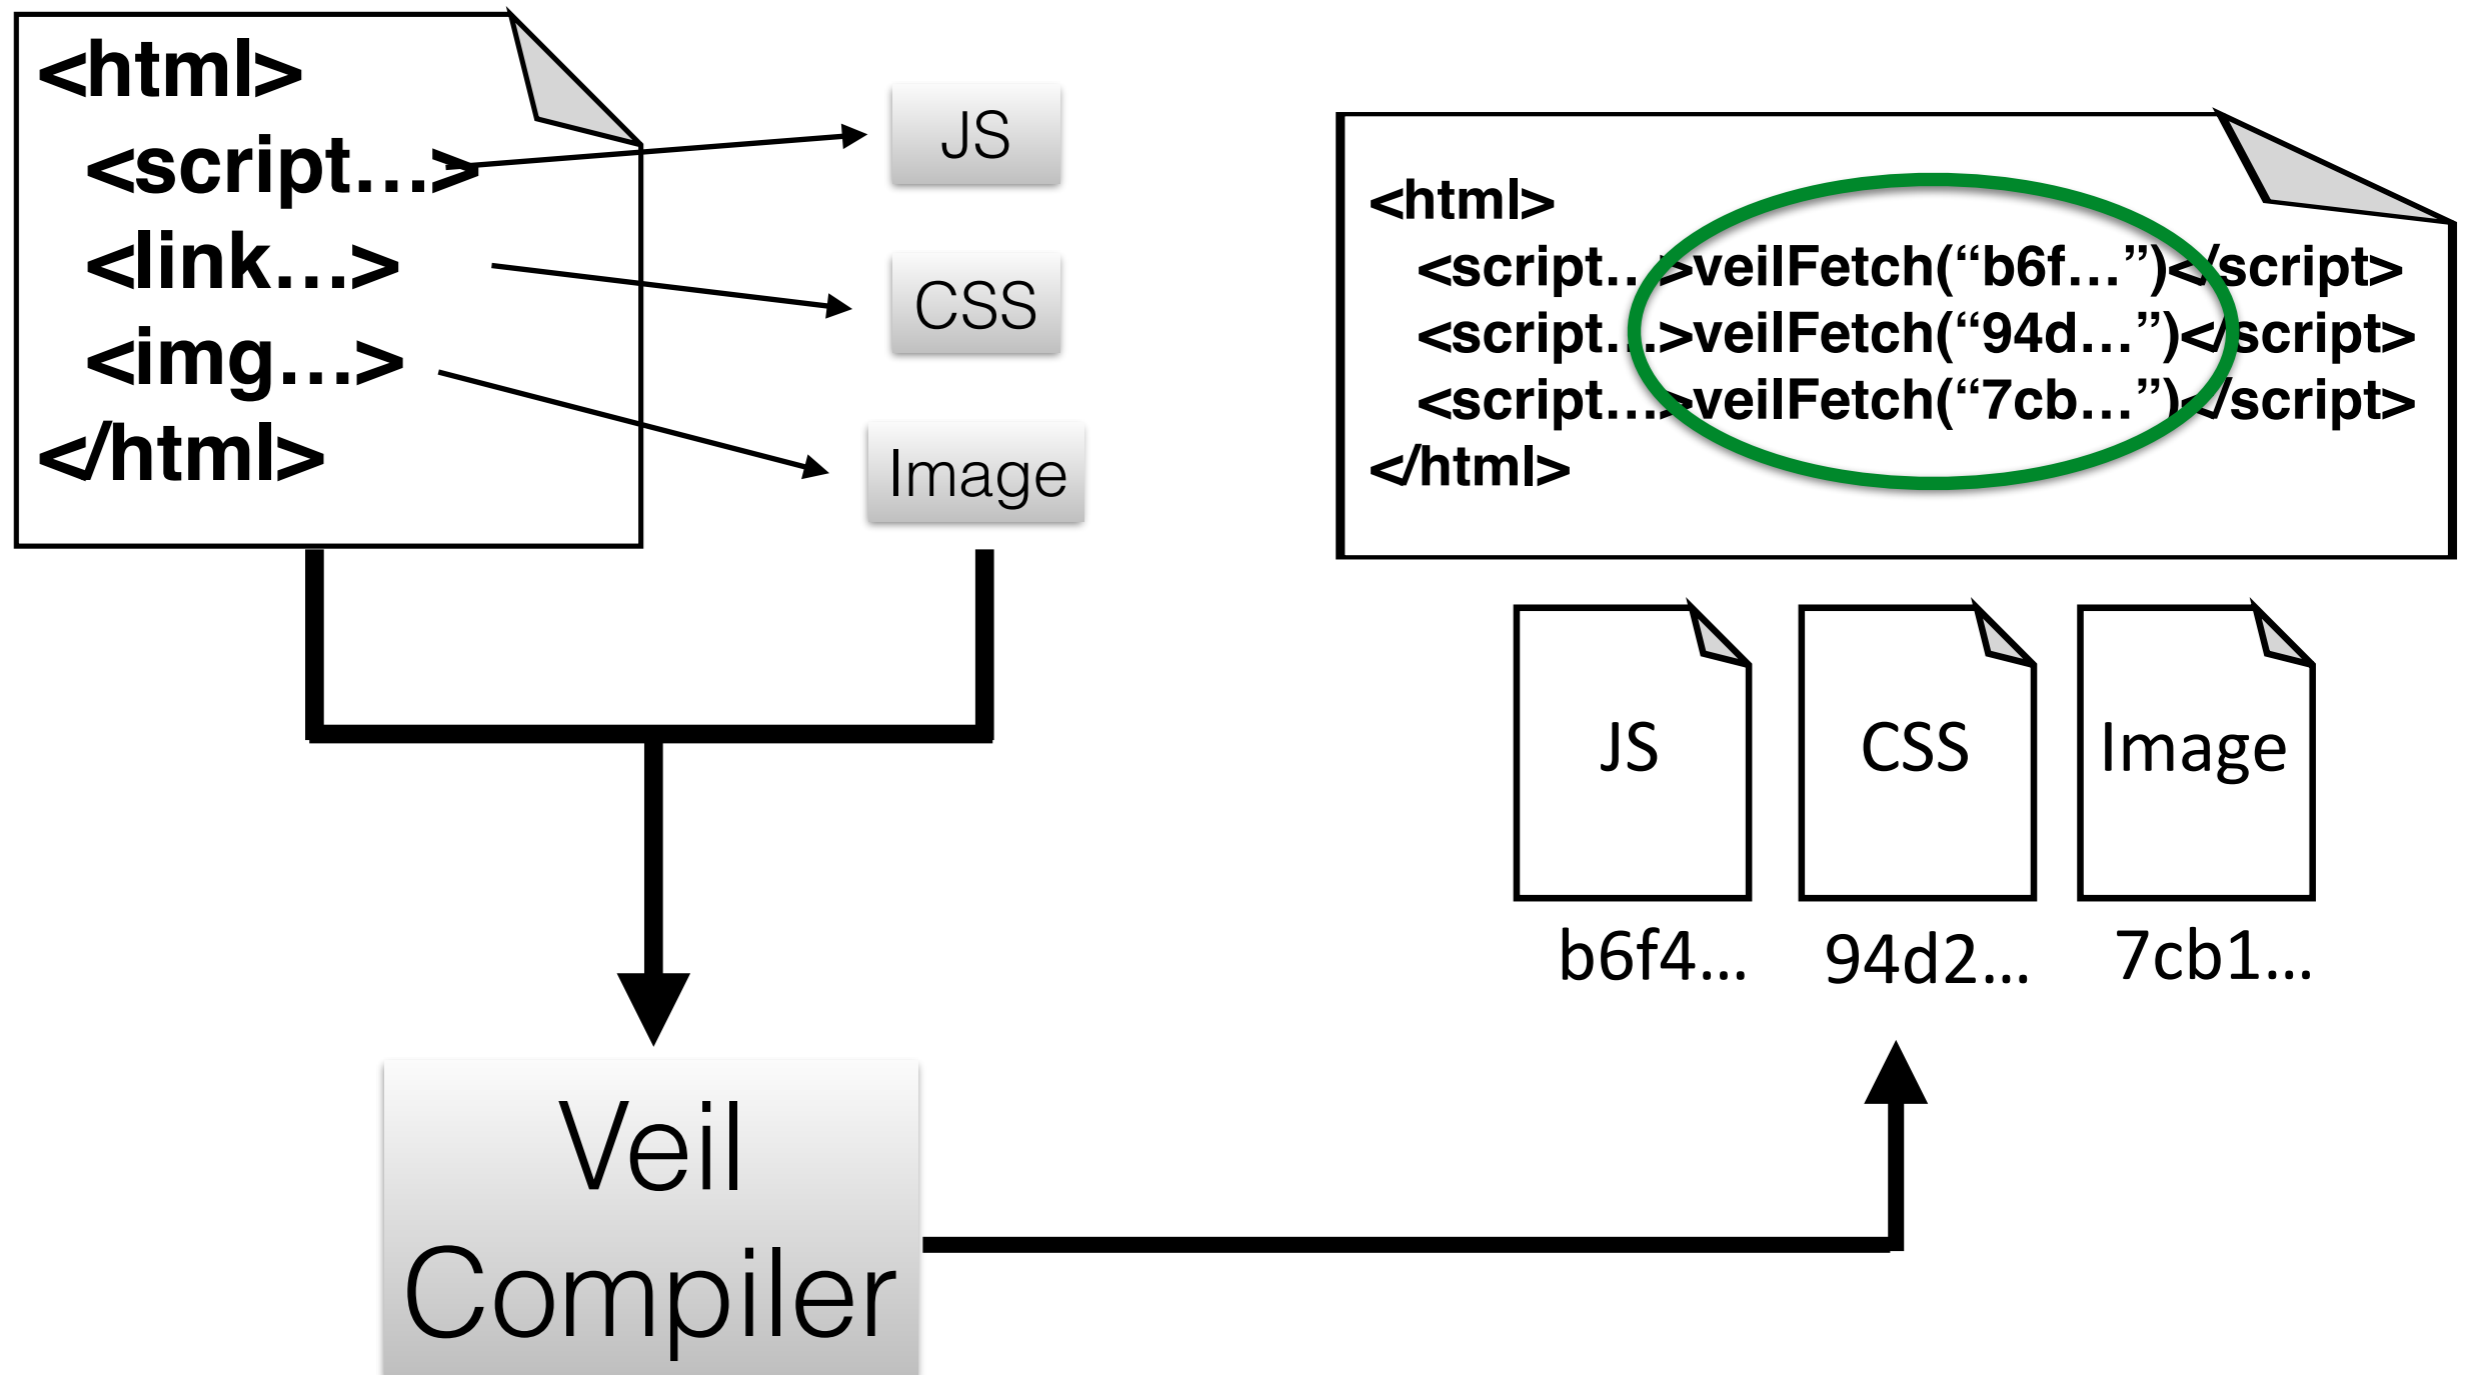 <html>
<script...>
<link...>
<img...>
</html>
JS
CSS
Image
<html>
<script...>veilFetch(“b6f...”)</script>
<script...>veilFetch(“94d...”)</script>
<script...>veilFetch(“7cb...”)</script>
</html>
JS
CSS
Image
b6f4...
94d2...
7cb1...
Veil
Compiler